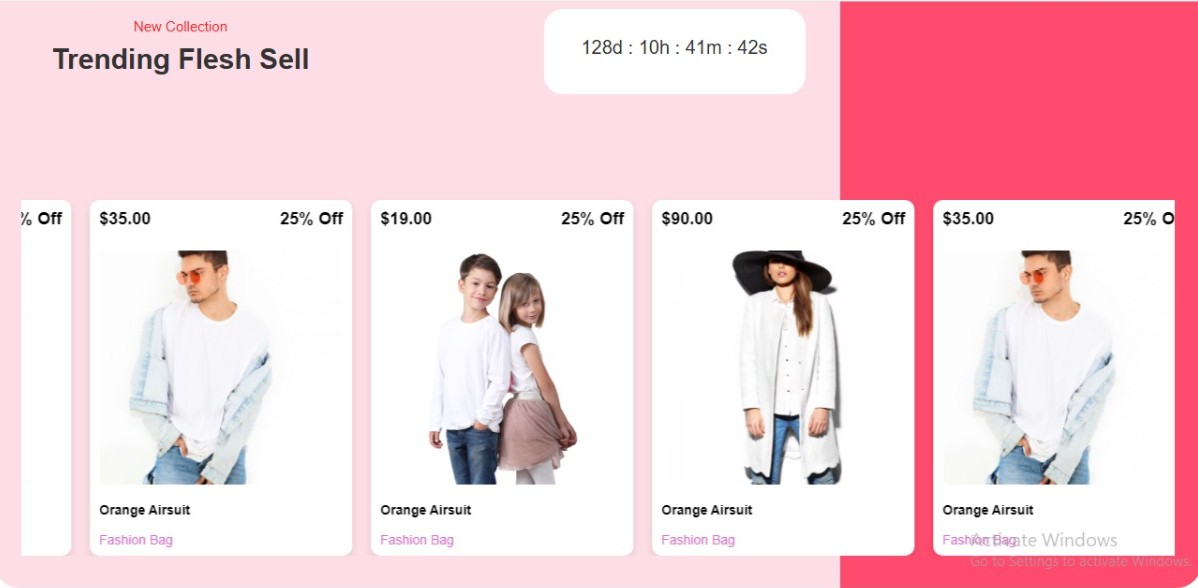 New Collection
Trending Flesh Sell
128d : 10h : 41m : 42s
% Off
$35.00 25% Off
$19.00 25% Off
$90.00 25% Off
$35.00 25% O
Orange Airsuit
Orange Airsuit
Orange Airsuit
Orange Airsuit
Fashion Bag
Fashion Bag
Fashion Bag
Fashion Bag
Activate Windows
Go to Settings to activate Windows.